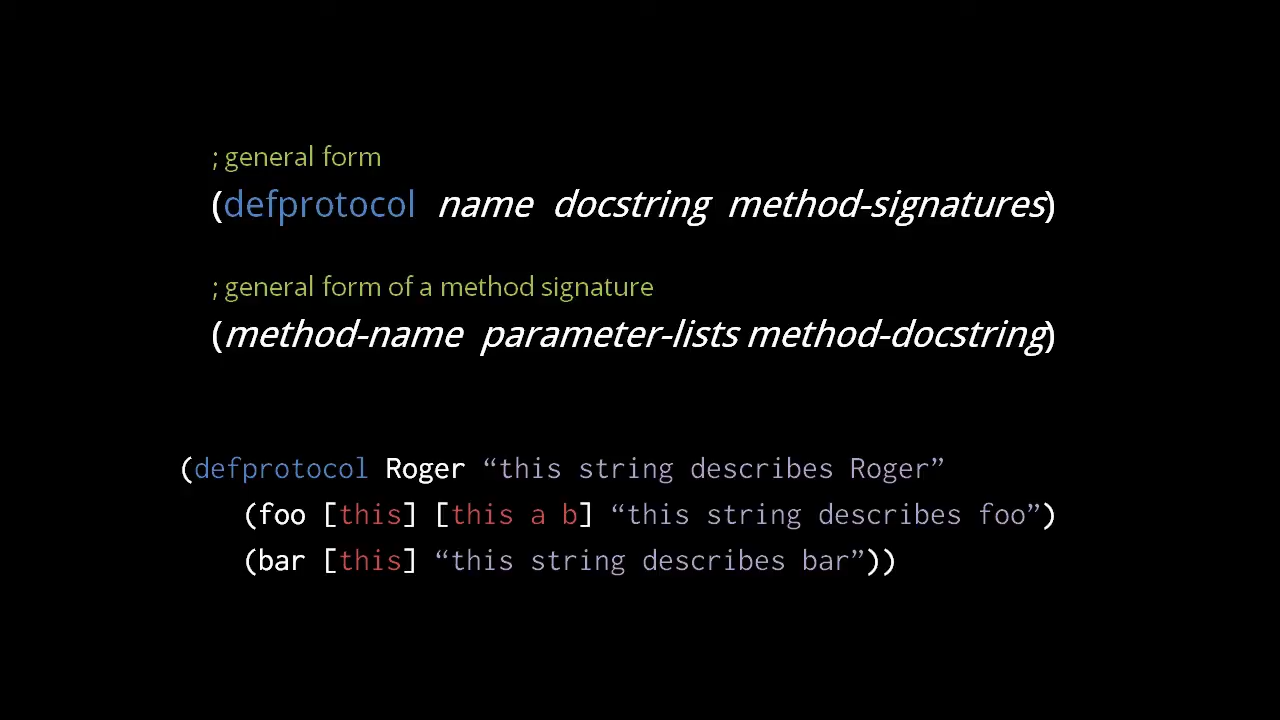 ; general form
(defprotocol name docstring method-signatures)
; general form of a method signature
(method-name parameter-lists method-docstring)
(defprotocol Roger “this string describes Roger”
(foo [this] [this a b] “this string describes foo”)
(bar [this] “this string describes bar”))